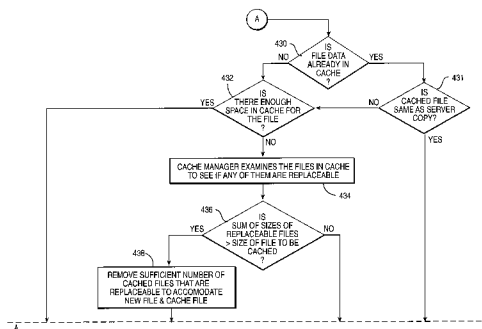 A
430
IS
FILE DATA
ALREADY IN
CACHE
?
NO
YES
432
431
IS
THERE ENOUGH
SPACE IN CACHE FOR
THE FILE
?
YES
NO
IS
CACHED FILE
SAME AS SERVER
COPY?
NO
YES
CACHE MANAGER EXAMINES THE FILES IN CACHE
TO SEE IF ANY OF THEM ARE REPLACEABLE
434
436
IS
SUM OF SIZES OF
REPLACEABLE FILES
> SIZE OF FILE TO BE
CACHED
?
YES
NO
438
REMOVE SUFFICIENT NUMBER OF
CACHED FILES THAT ARE
REPLACEABLE TO ACCOMODATE
NEW FILE & CACHE FILE
A